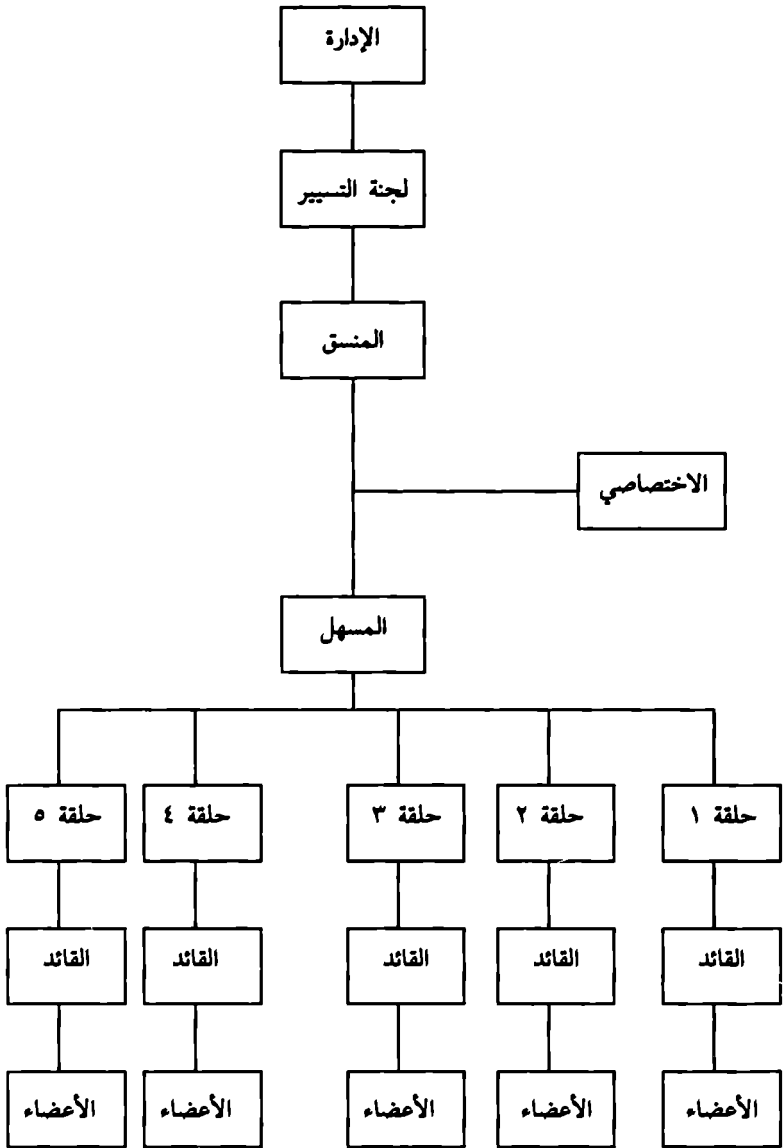 الإدارة
لجنة التسيير
المنسق
الاختصاصي
المسهل
حلقة ١
حلقة ٢
حلقة ٣
حلقة ٤
حلقة ٥
القائد
القائد
القائد
القائد
القائد
الأعضاء
الأعضاء
الأعضاء
الأعضاء
الأعضاء